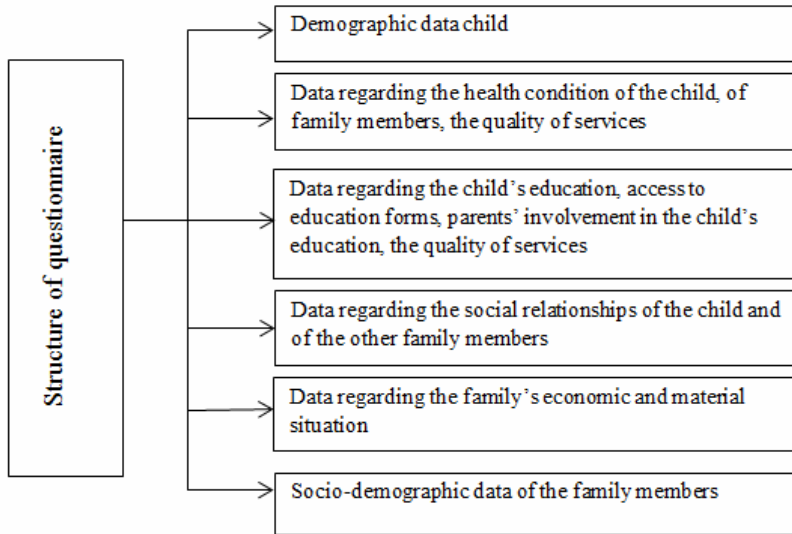 Structure of questionnaire
Demographic data child
Data regarding the health condition of the child, of
family members, the quality of services
Data regarding the child's education, access to
education forms, parents' involvement in the child's
education, the quality of services
Data regarding the social relationships of the child and
of the other family members
Data regarding the family's economic and material
situation
Socio-demographic data of the family members